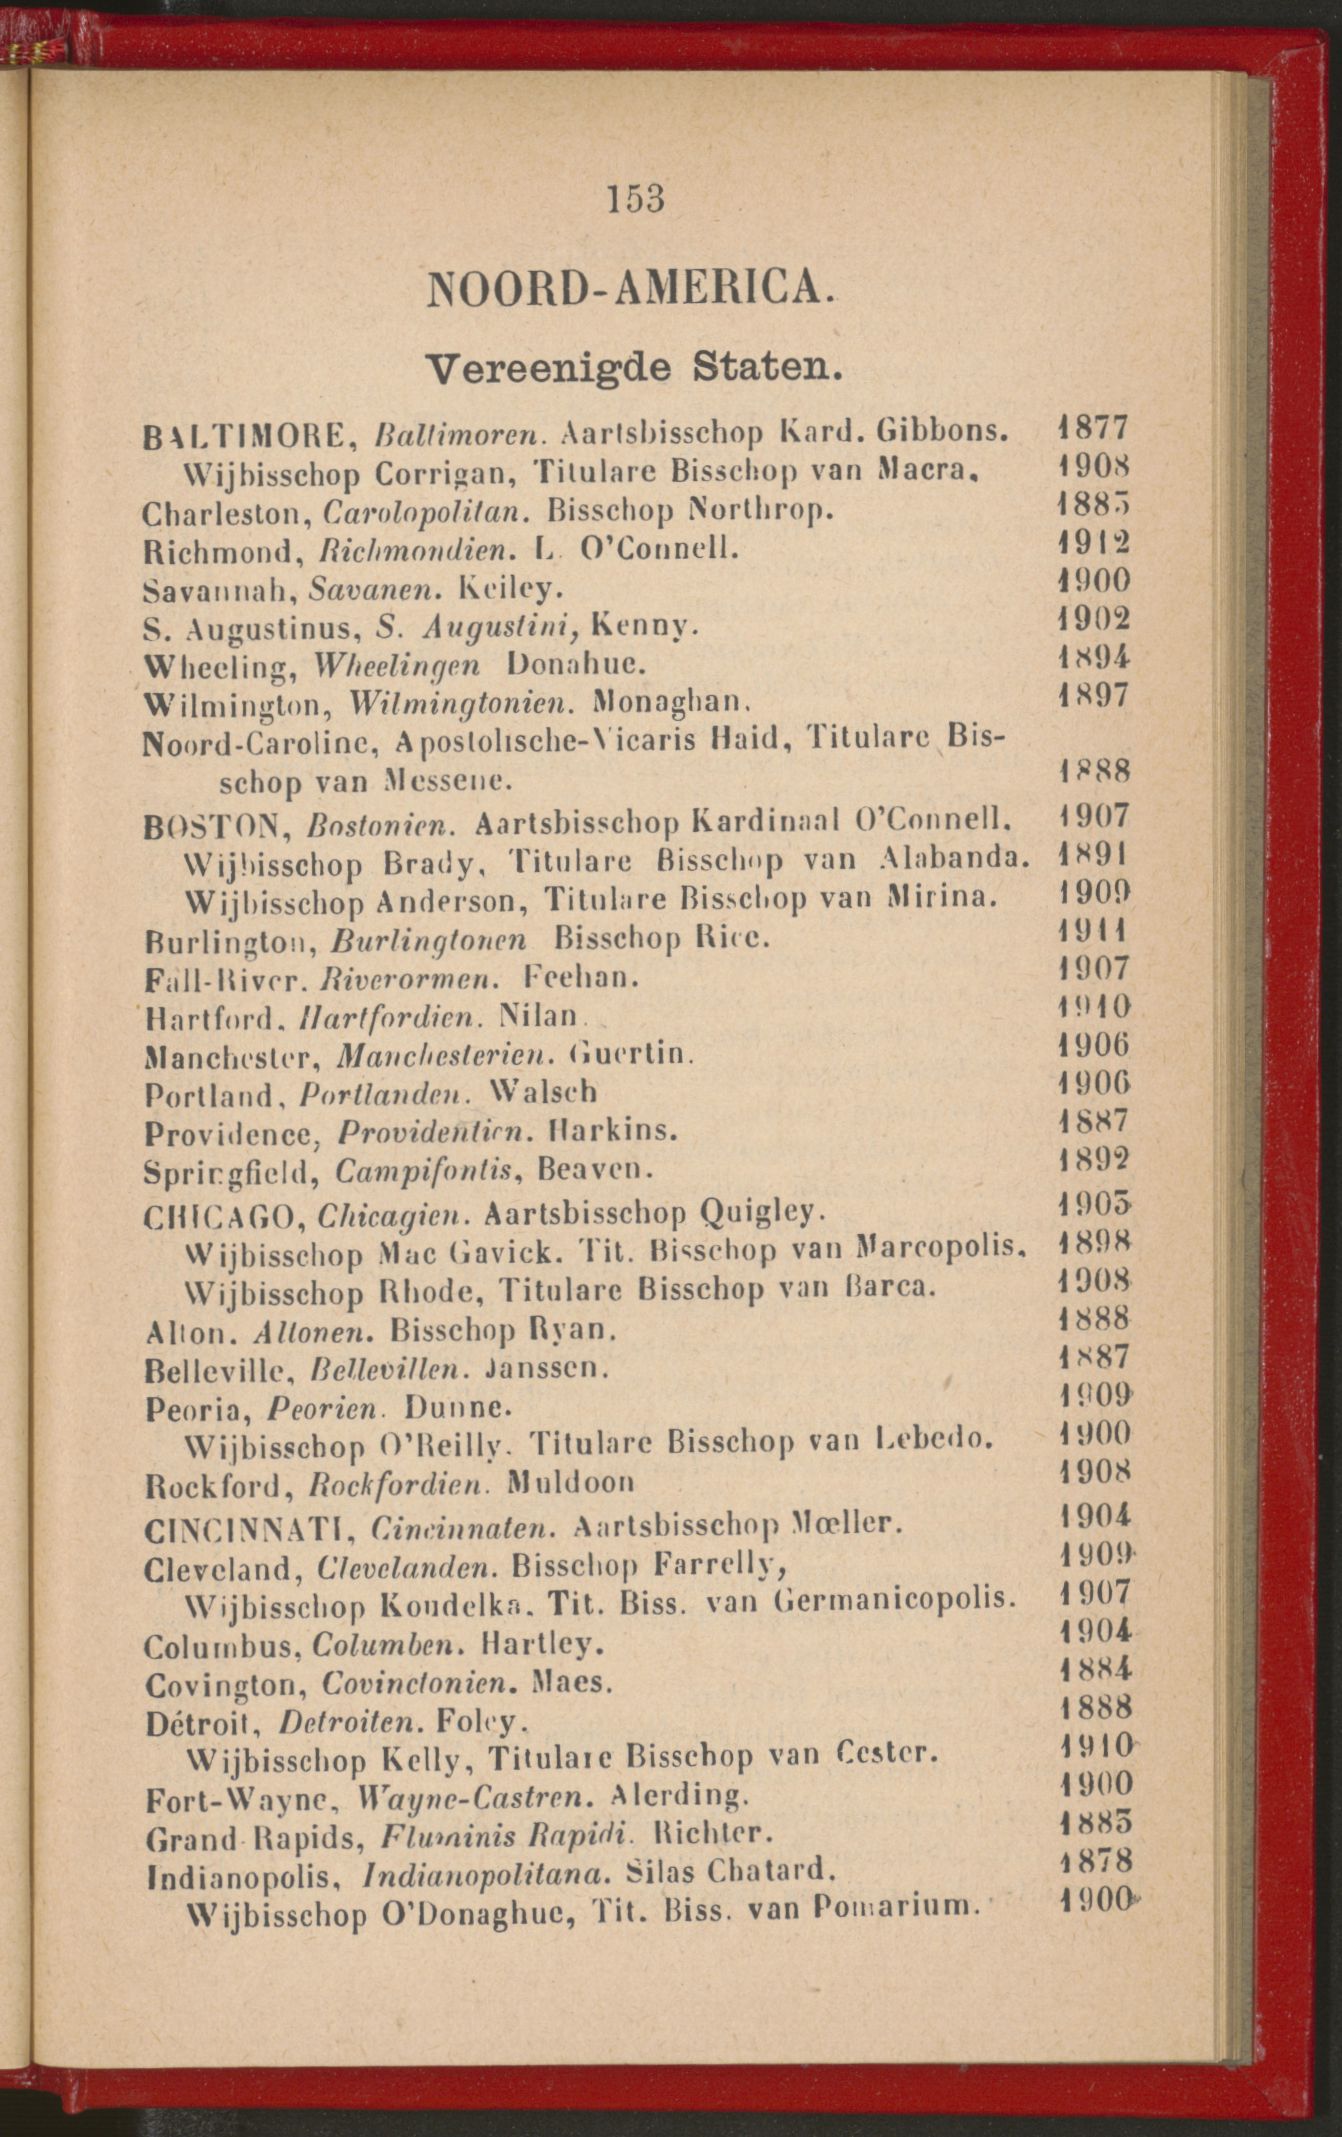 153
NOORD-AMERICA.
Vereenigde Staten.
BALTIMORE, Baltimoren. Aartsbisschop Kard. Gibbons. 1877
Wijbisschop Corrigan, Titulare Bisschop van Macra. 1908
Charleston, Carolopolitan. Bisschop Northrop. 1883
Richmond, Richmondien. L. O'Connell. 1912
Savannah, Savanen. Keiley. 1900
S. Augustinus, S. Augustini, Kenny. 1902
Wheeling, Wheelingen Donahue. 1894
Wilmington, Wilmingtonien. Monaghan. 1897
Noord-Caroline, Apostolische-Vicaris Haid, Titulare Bis-
schop van Messene. 1888
BOSTON, Bostonien. Aartsbisschop Kardinaal O'Connell. 1907
Wijbisschop Brady, Titulare Bisschop van Alabanda. 1891
Wijbisschop Anderson, Titulare Bisschop van Mirina. 1909
Burlington, Burlingtonen Bisschop Rice. 1911
Fall-River. Riverormen. Feehan. 1907
Hartford. Hartfordien. Nilan. 1910
Manchester, Manchesterien. Guertin. 1906
Portland, Portlanden. Walsch 1906
Providence, Providentien. Harkins. 1887
Springfield, Campifontis, Beaven. 1892
CHICAGO, Chicagien. Aartsbisschop Quigley. 1903
Wijbisschop Mac Gavick. Tit. Bisschop van Marcopolis. 1898
Wijbisschop Rhode, Titulare Bisschop van Barca. 1908
Alton. Altonen. Bisschop Ryan. 1888
Belleville, Bellevillen. Janssen. 1887
Peoria, Peorien. Dunne. 1909
Wijbisschop O'Reilly. Titulare Bisschop van Lebedo. 1900
Rockford, Rockfordien. Muldoon 1908
CINCINNATI, Cincinnaten. Aartsbisschop Mœller. 1904
Cleveland, Clevelanden. Bisschop Farrelly, 1909
Wijbisschop Koudelka. Tit. Biss. van Germanicopolis. 1907
Columbus, Columben. Hartley. 1904
Covington, Covinctonien. Maes. 1884
Détroit, Detroiten. Foley. 1888
Wijbisschop Kelly, Titulare Bisschop van Cester. 1910
Fort-Wayne, Wayne-Castren. Alerding. 1900
Grand-Rapids, Fluminis Rapidi. Richter. 1883
Indianopolis, Indianopolitana. Silas Chatard. 1878
Wijbisschop O'Donaghue, Tit. Biss. van Pomarium. 1900